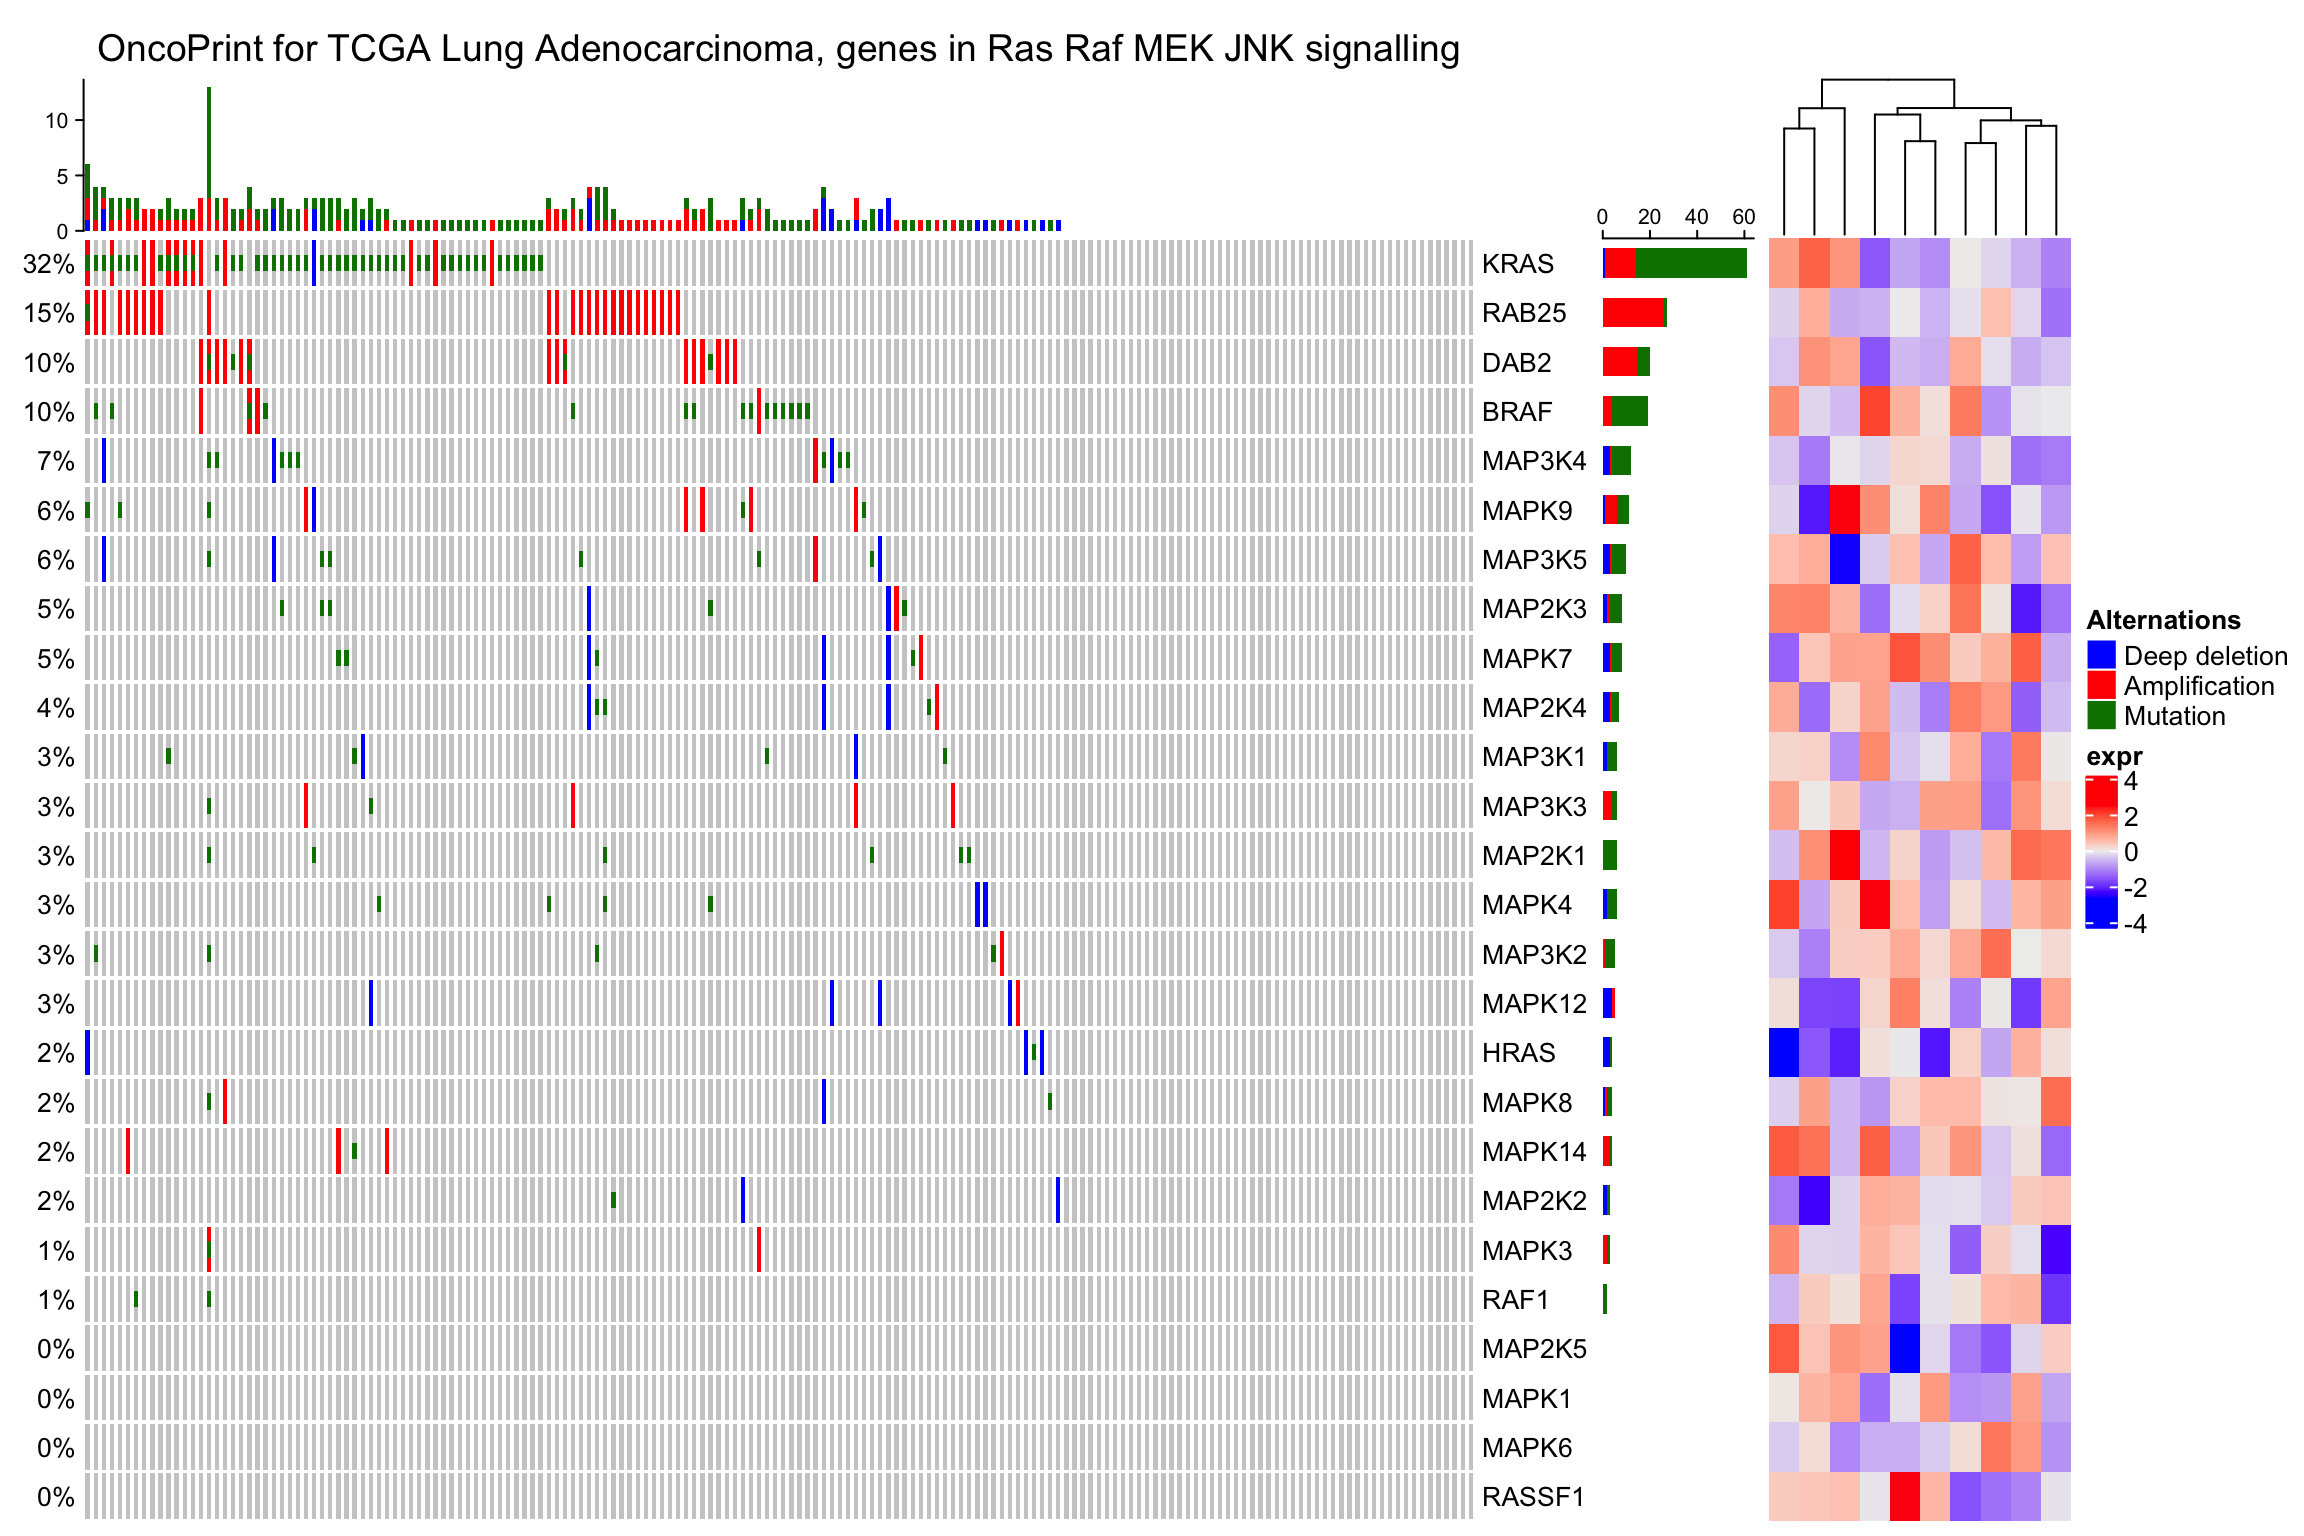 OncoPrint for TCGA Lung Adenocarcinoma, genes in Ras Raf MEK JNK signalling
10
5
0
0 20 40 60
32% KRAS
15% RAB25
10% DAB2
10% BRAF
7% MAP3K4
6% MAPK9
6% MAP3K5
5% MAP2K3
5% MAPK7
4% MAP2K4
3% MAP3K1
3% MAP3K3
3% MAP2K1
3% MAPK4
3% MAP3K2
3% MAPK12
2% HRAS
2% MAPK8
2% MAPK14
2% MAP2K2
1% MAPK3
1% RAF1
0% MAP2K5
0% MAPK1
0% MAPK6
0% RASSF1
Alternations
Deep deletion
Amplification
Mutation
expr
4
2
0
-2
-4